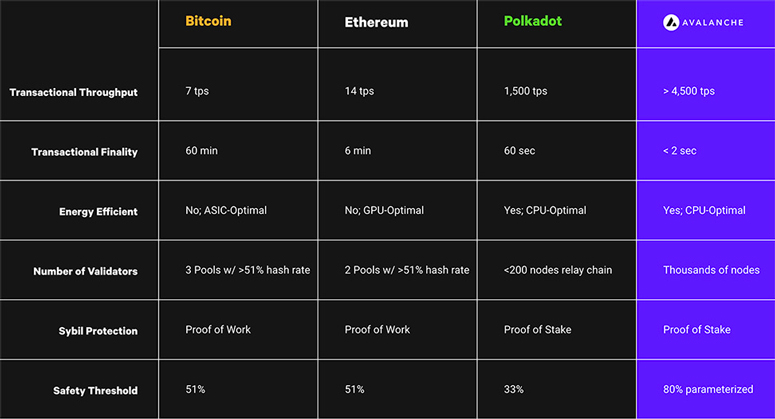 Bitcoin Ethereum Polkadot AVALANCHE
Transactional Throughput 7 tps 14 tps 1,500 tps > 4,500 tps
Transactional Finality 60 min 6 min 60 sec < 2 sec
Energy Efficient No; ASIC-Optimal No; GPU-Optimal Yes; CPU-Optimal Yes; CPU-Optimal
Number of Validators 3 Pools w/ >51% hash rate 2 Pools w/ >51% hash rate <200 nodes relay chain Thousands of nodes
Sybil Protection Proof of Work Proof of Work Proof of Stake Proof of Stake
Safety Threshold 51% 51% 33% 80% parameterized